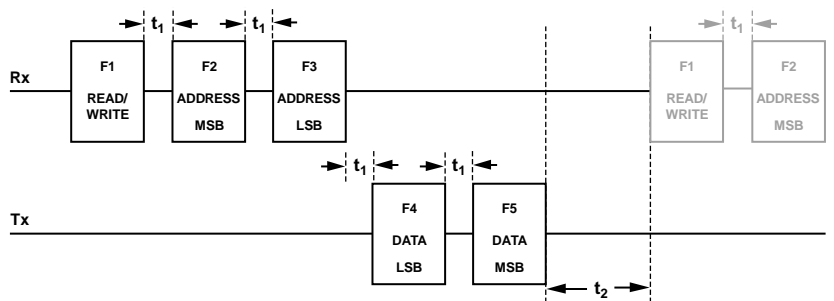 t1 t1 t1
F1 F2 F3 F1 F2
Rx
READ/ ADDRESS ADDRESS READ/ ADDRESS
WRITE MSB LSB WRITE MSB
t1 t1
F4 F5
Tx
DATA DATA
LSB MSB
t2